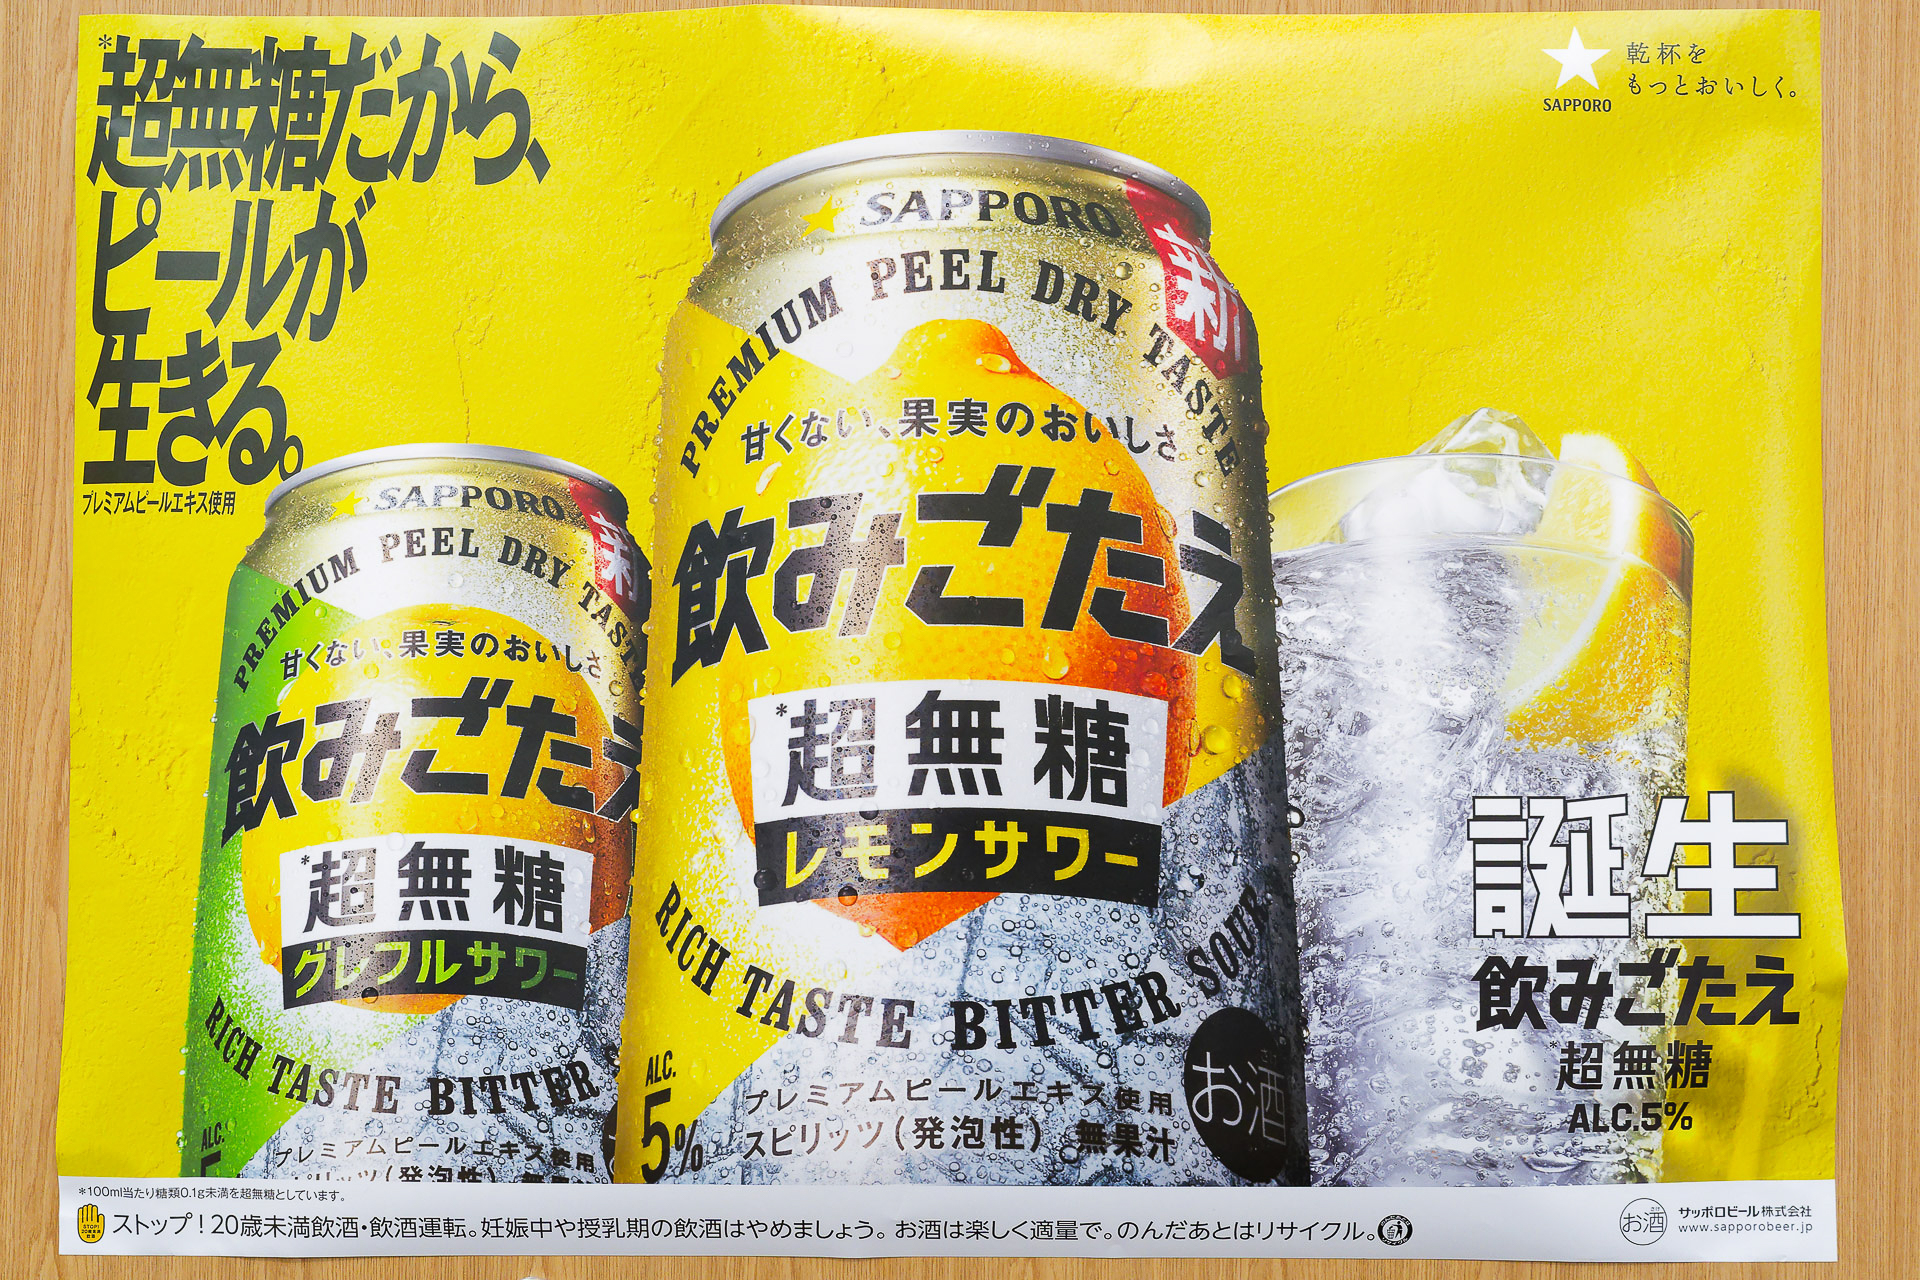 *超無糖だから、
ピールが
生きる。
プレミアムピールエキス使用
SAPPORO
乾杯を
もっとおいしく。
SAPPORO
新
PREMIUM PEEL DRY TASTE
甘くない、果実のおいしさ
飲みごたえ
*超無糖
レモンサワー
RICH TASTE BITTER SOUR
ALC.
5%
プレミアムピールエキス使用
スピリッツ(発泡性) 無果汁
お酒
SAPPORO
新
PREMIUM PEEL DRY TASTE
甘くない、果実のおいしさ
飲みごたえ
*超無糖
グレフルサワー
RICH TASTE BITTER
ALC.
プレミアムピールエキス使用
誕生
飲みごたえ
*超無糖
ALC.5%
*100ml当たり糖類0.1g未満を超無糖としています。
ストップ!20歳未満飲酒・飲酒運転。妊娠中や授乳期の飲酒はやめましょう。お酒は楽しく適量で。のんだあとはリサイクル。
お酒
サッポロビール株式会社
www.sapporobeer.jp